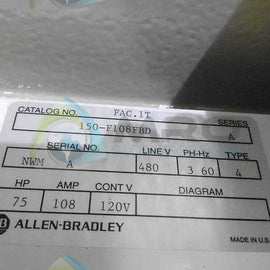 CATALOG NO. FAC. 1T SERIES
150-F108FBD A
SERIAL NO. LINE V PH-Hz TYPE
NWM A 480 3 60 4
HP AMP CONT V DIAGRAM
75 108 120V
AB ALLEN-BRADLEY
MADE IN U.S.